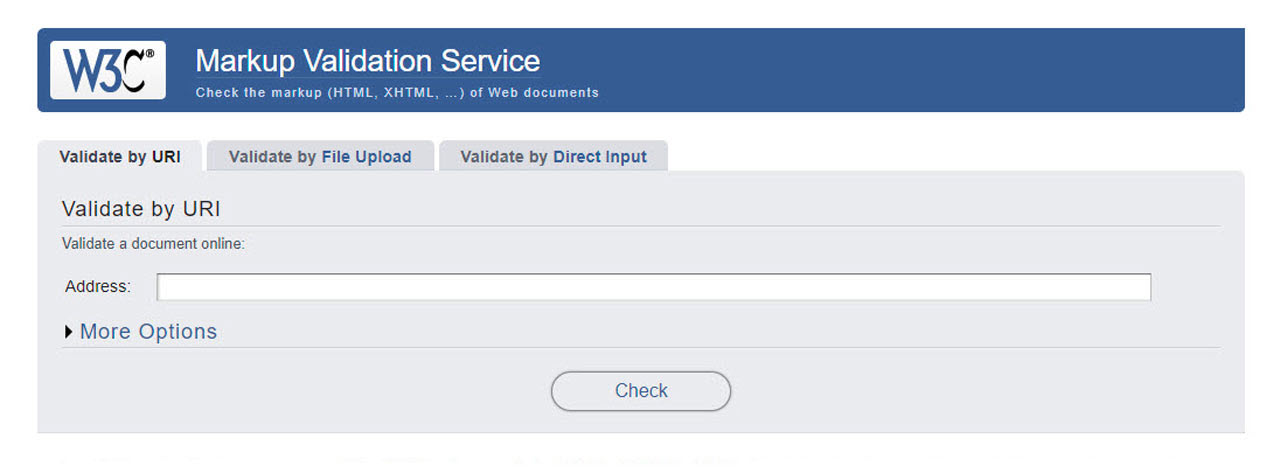 W3C®
Markup Validation Service
Check the markup (HTML, XHTML, …) of Web documents
Validate by URI
Validate by File Upload
Validate by Direct Input
Validate by URI
Validate a document online:
Address:
More Options
Check